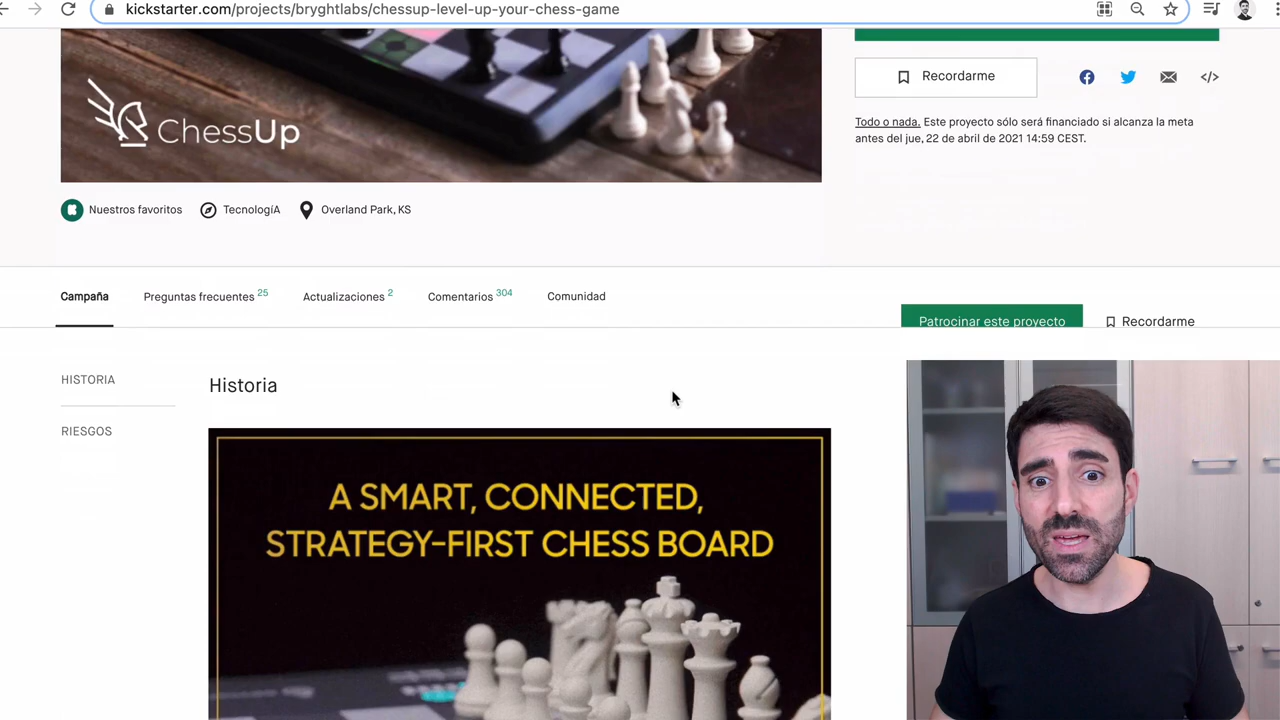 kickstarter.com/projects/bryghtlabs/chessup-level-up-your-chess-game
ChessUp
Recordarme
Todo o nada. Este proyecto sólo será financiado si alcanza la meta
antes del jue, 22 de abril de 2021 14:59 CEST.
Nuestros favoritos
TecnologíA
Overland Park, KS
Campaña
Preguntas frecuentes 25
Actualizaciones 2
Comentarios 304
Comunidad
Patrocinar este proyecto
Recordarme
HISTORIA
RIESGOS
Historia
A SMART, CONNECTED,
STRATEGY-FIRST CHESS BOARD